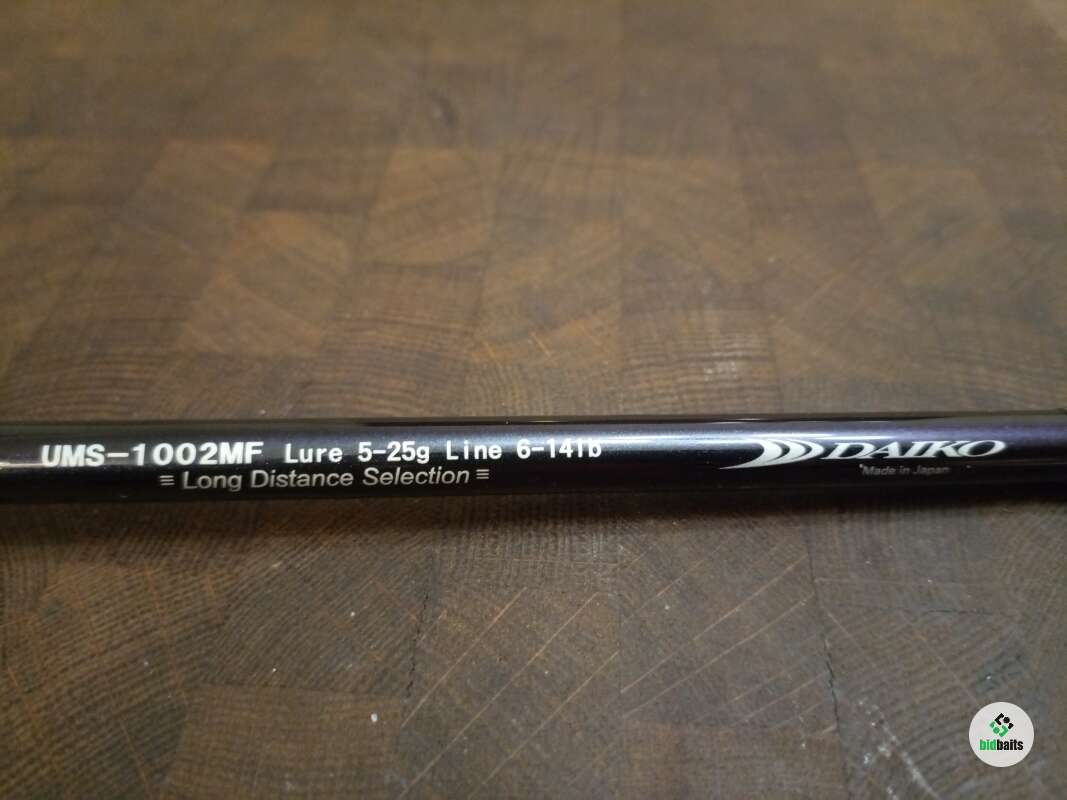 UMS-1002MF Lure 5-25g Line 6-14lb
≡ Long Distance Selection ≡
DAIKO
Made in Japan
bidbaits